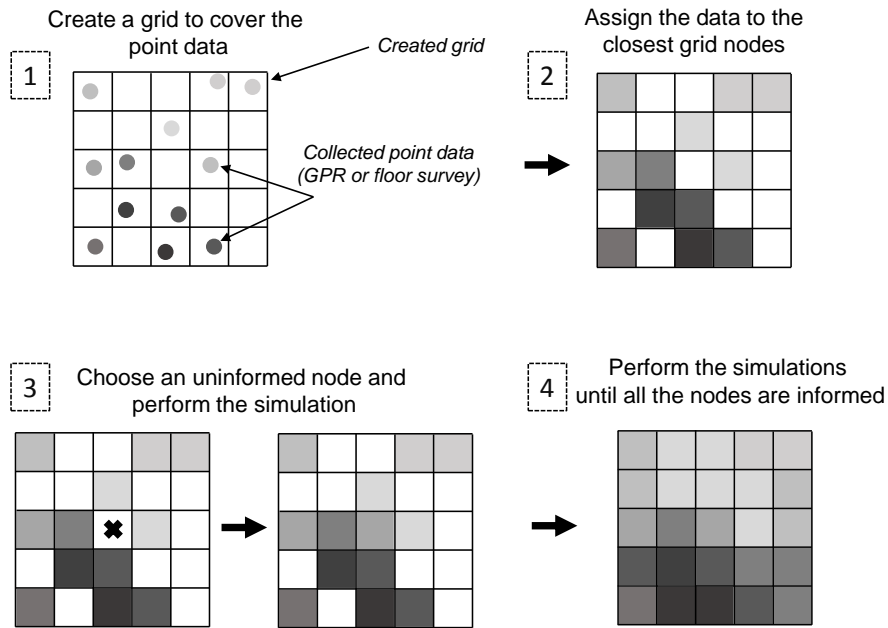 Create a grid to cover the
point data
Created grid
1
Collected point data
(GPR or floor survey)
Assign the data to the
closest grid nodes
2
3
Choose an uninformed node and
perform the simulation
4
Perform the simulations
until all the nodes are informed